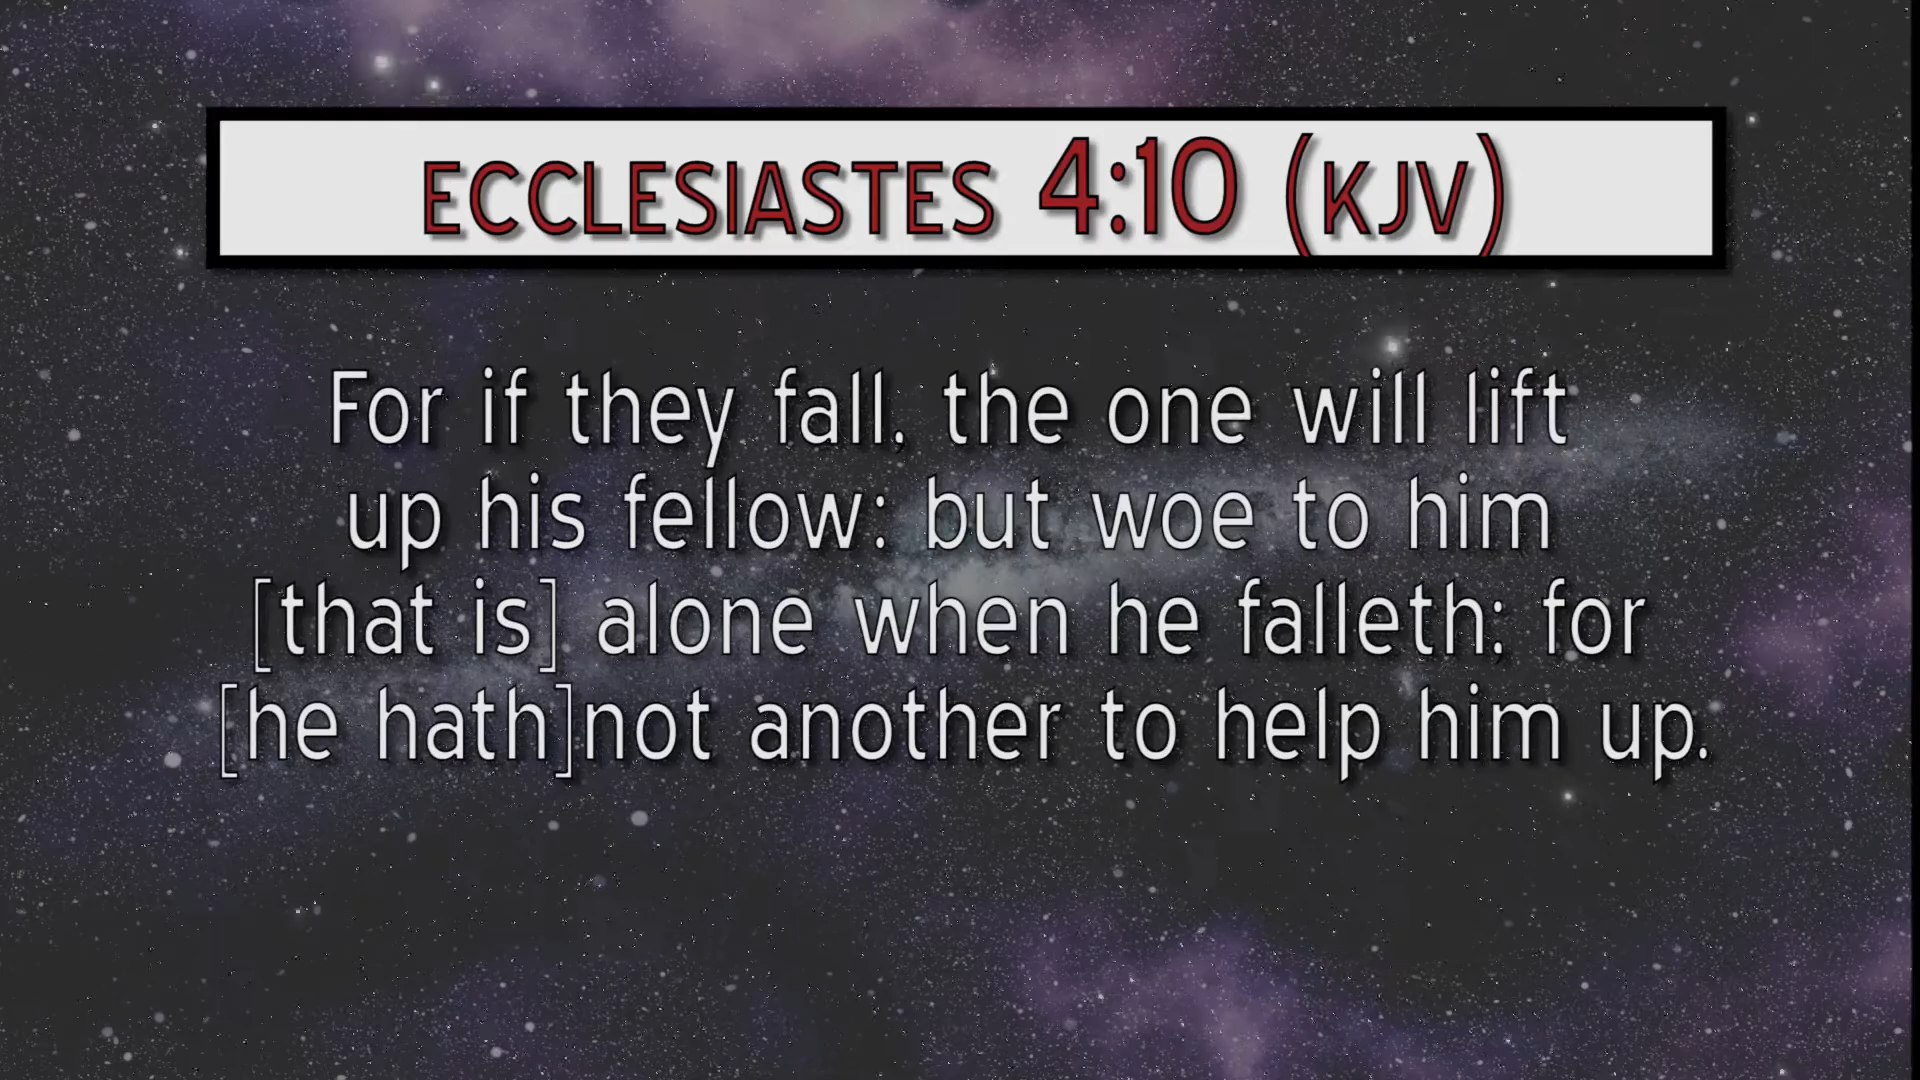 ECCLESIASTES 4:10 (KJV)
For if they fall, the one will lift
up his fellow: but woe to him
[that is] alone when he falleth; for
[he hath]not another to help him up.